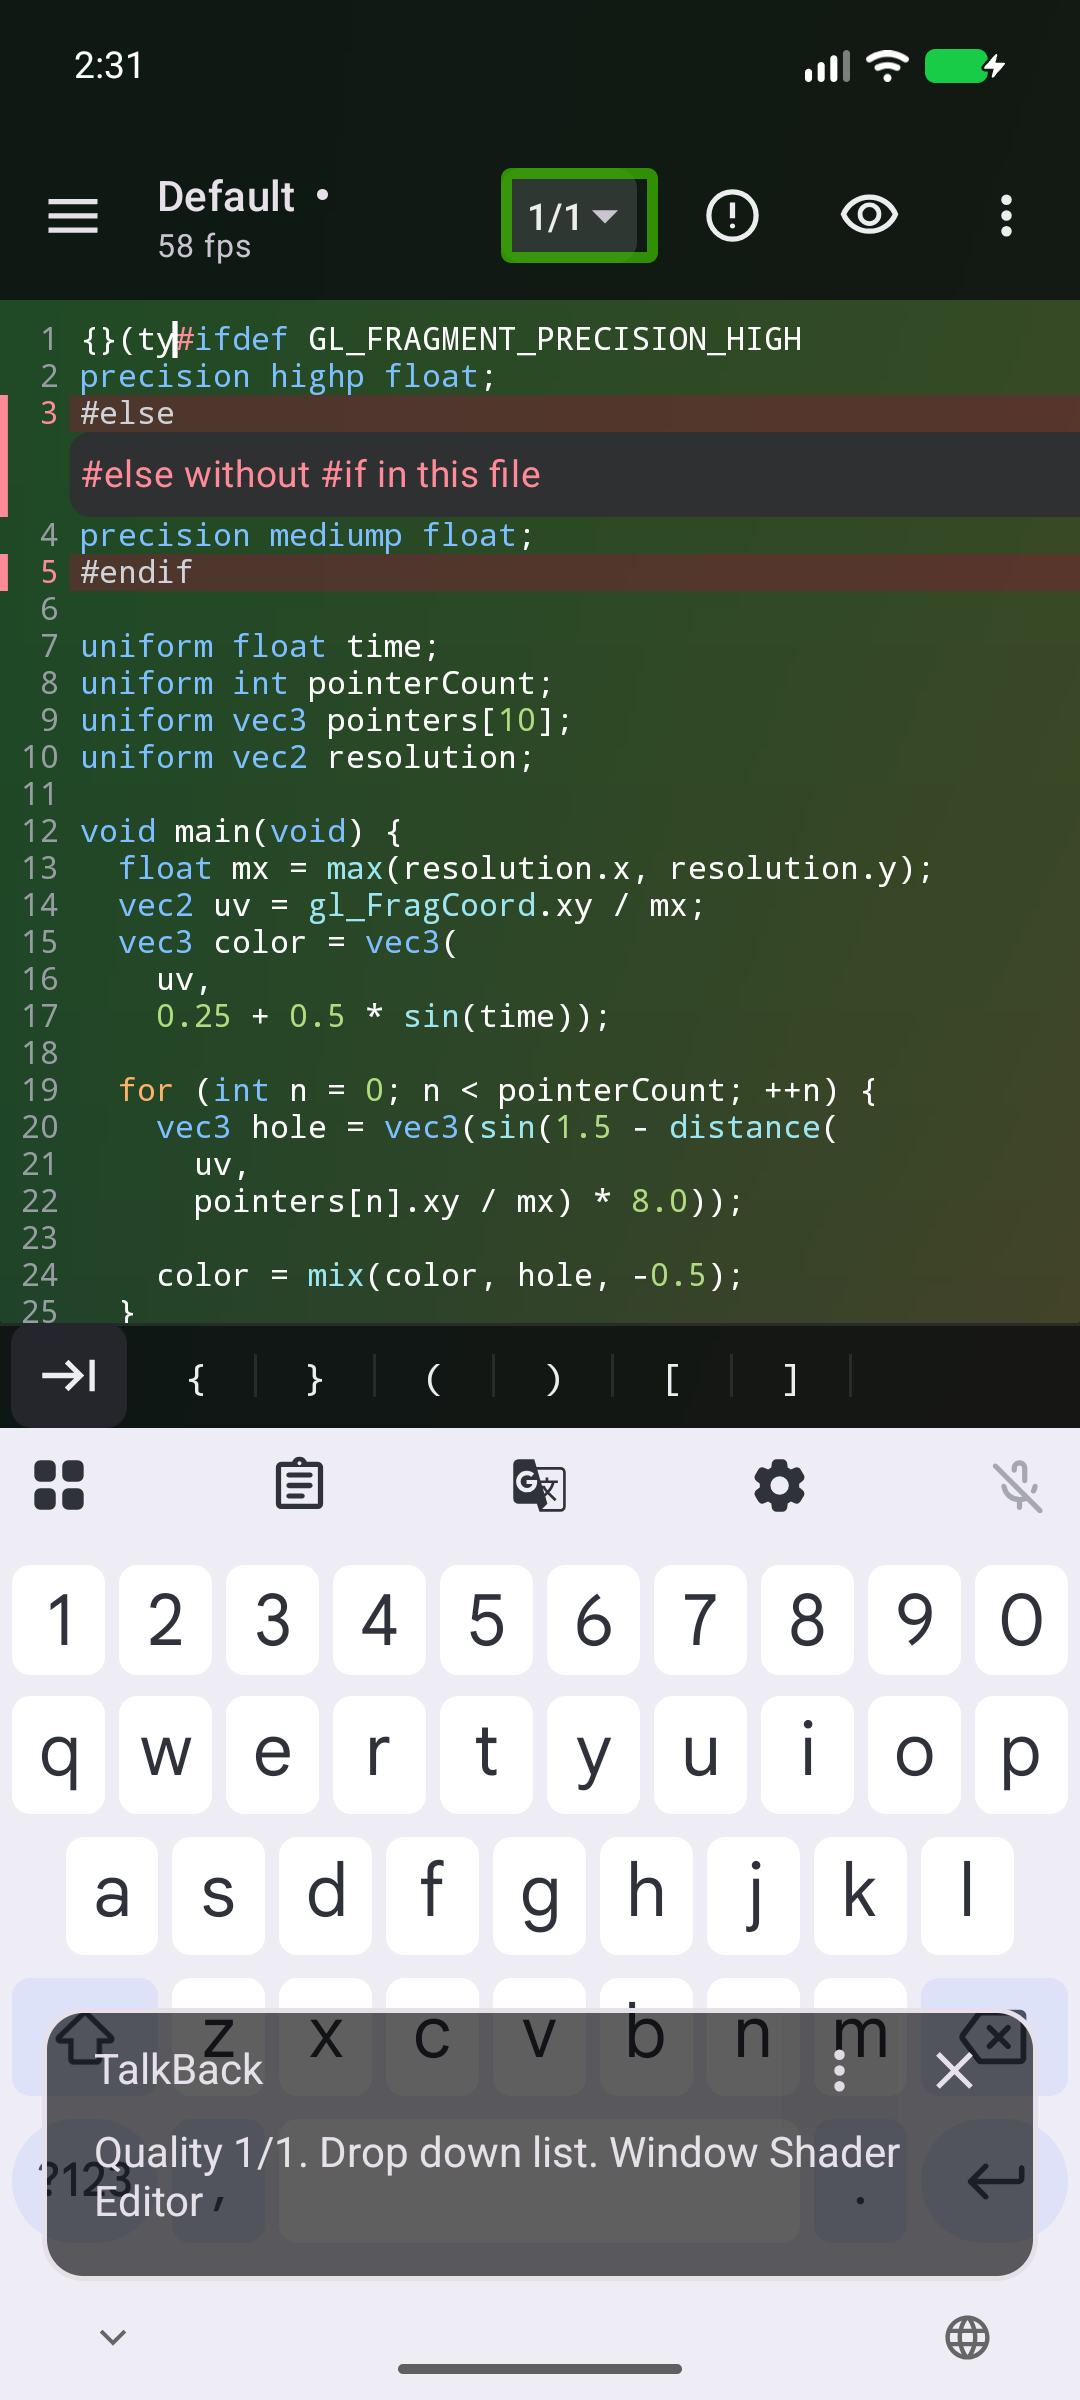 2:31
Default •
58 fps
1/1
1 {}(ty#ifdef GL_FRAGMENT_PRECISION_HIGH
2 precision highp float;
3 #else
#else without #if in this file
4 precision mediump float;
5 #endif
6
7 uniform float time;
8 uniform int pointerCount;
9 uniform vec3 pointers[10];
10 uniform vec2 resolution;
11
12 void main(void) {
13   float mx = max(resolution.x, resolution.y);
14   vec2 uv = gl_FragCoord.xy / mx;
15   vec3 color = vec3(
16     uv,
17     0.25 + 0.5 * sin(time));
18
19   for (int n = 0; n < pointerCount; ++n) {
20     vec3 hole = vec3(sin(1.5 - distance(
21       uv,
22       pointers[n].xy / mx) * 8.0));
23
24     color = mix(color, hole, -0.5);
25   }
{ } ( ) [ ]
1 2 3 4 5 6 7 8 9 0
q w e r t y u i o p
a s d f g h j k l
z x c v b n m
TalkBack
Quality 1/1. Drop down list. Window Shader
Editor
?123 , .